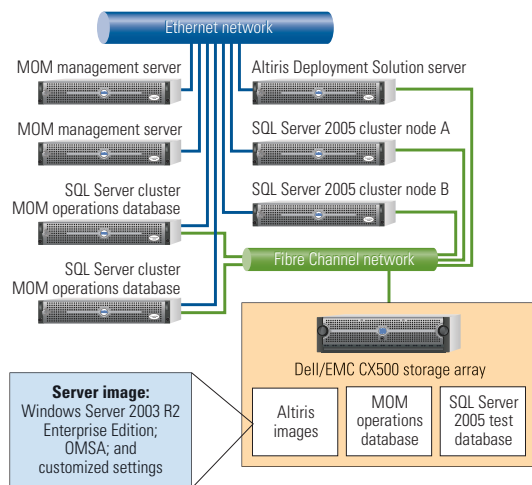 Ethernet network
MOM management server
Altiris Deployment Solution server
MOM management server
SQL Server 2005 cluster node A
SQL Server cluster
MOM operations database
SQL Server 2005 cluster node B
SQL Server cluster
MOM operations database
Fibre Channel network
Dell/EMC CX500 storage array
Server image:
Windows Server 2003 R2
Enterprise Edition;
OMSA; and
customized settings
Altiris
images
MOM
operations
database
SQL Server
2005 test
database